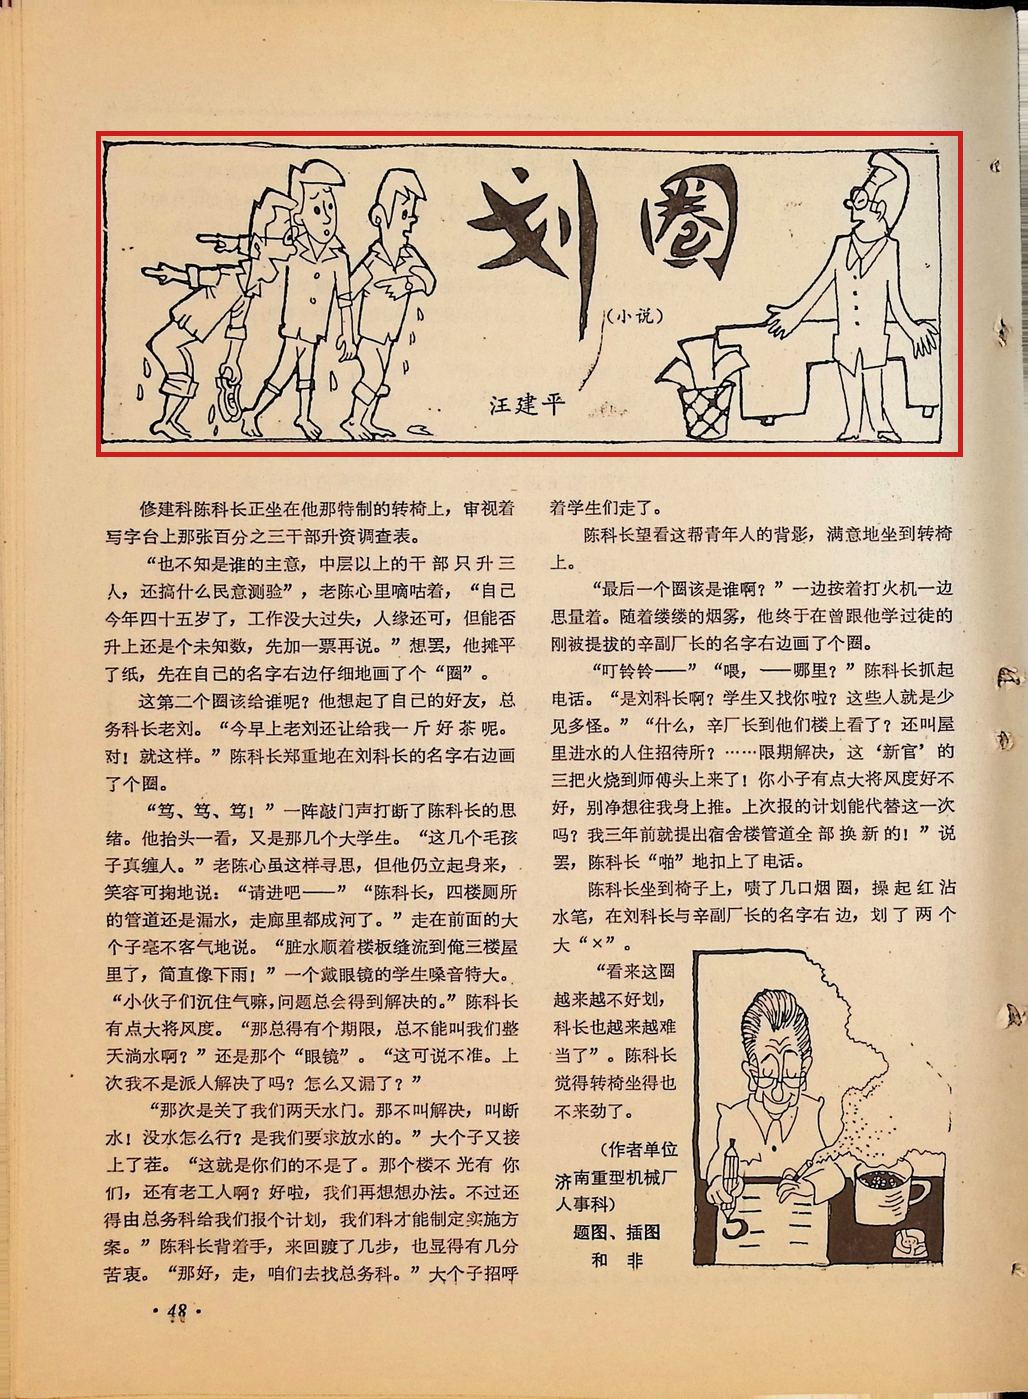 划圈
(小说)
汪建平
修建科陈科长正坐在他那特制的转椅上，审视着
写字台上那张百分之三干部升资调查表。
“也不知是谁的主意，中层以上的干部只升三
人，还搞什么民意测验”，老陈心里嘀咕着，“自己
今年四十五岁了，工作没大过失，人缘还可，但能否
升上还是个未知数，先加一票再说。”想罢，他摊平
了纸，先在自己的名字右边仔细地画了个“圈”。
这第二个圈该给谁呢？他想起了自己的好友，总
务科长老刘。“今早上老刘还让给我一斤好茶呢。
对！就这样。”陈科长郑重地在刘科长的名字右边画
了个圈。
“笃、笃、笃！”一阵敲门声打断了陈科长的思
绪。他抬头一看，又是那几个大学生。“这几个毛孩
子真缠人。”老陈心虽这样寻思，但他仍立起身来，
笑容可掬地说：“请进吧——”“陈科长，四楼厕所
的管道还是漏水，走廊里都成河了。”走在前面的大
个子毫不客气地说。“脏水顺着楼板缝流到俺三楼屋
里了，简直像下雨！”一个戴眼镜的学生嗓音特大。
“小伙子们沉住气嘛，问题总会得到解决的。”陈科长
有点大将风度。“那总得有个期限，总不能叫我们整
天淌水啊？”还是那个“眼镜”。“这可说不准。上
次我不是派人解决了吗？怎么又漏了？”
“那次是关了我们两天水门。那不叫解决，叫断
水！没水怎么行？是我们要求放水的。”大个子又接
上了茬。“这就是你们的不是了。那个楼不光有你
们，还有老工人啊？好啦，我们再想想办法。不过还
得由总务科给我们报个计划，我们科才能制定实施方
案。”陈科长背着手，来回踱了几步，也显得有几分
苦衷。“那好，走，咱们去找总务科。”大个子招呼
着学生们走了。
陈科长望看这帮青年人的背影，满意地坐到转椅
上。
“最后一个圈该是谁啊？”一边按着打火机一边
思量着。随着缕缕的烟雾，他终于在曾跟他学过徒的
刚被提拔的辛副厂长的名字右边画了个圈。
“叮铃铃——”“喂，——哪里？”陈科长抓起
电话。“是刘科长啊？学生又找你啦？这些人就是少
见多怪。”“什么，辛厂长到他们楼上看了？还叫屋
里进水的人住招待所？……限期解决，这‘新官’的
三把火烧到师傅头上来了！你小子有点大将风度好不
好，别净想往我身上推。上次报的计划能代替这一次
吗？我三年前就提出宿舍楼管道全部换新的！”说
罢，陈科长“啪”地扣上了电话。
陈科长坐到椅子上，喷了几口烟圈，操起红沾
水笔，在刘科长与辛副厂长的名字右边，划了两个
大“×”。
“看来这圈
越来越不好划，
科长也越来越难
当了”。陈科长
觉得转椅坐得也
不来劲了。
（作者单位
济南重型机械厂
人事科）
题图、插图
和 非
·48·